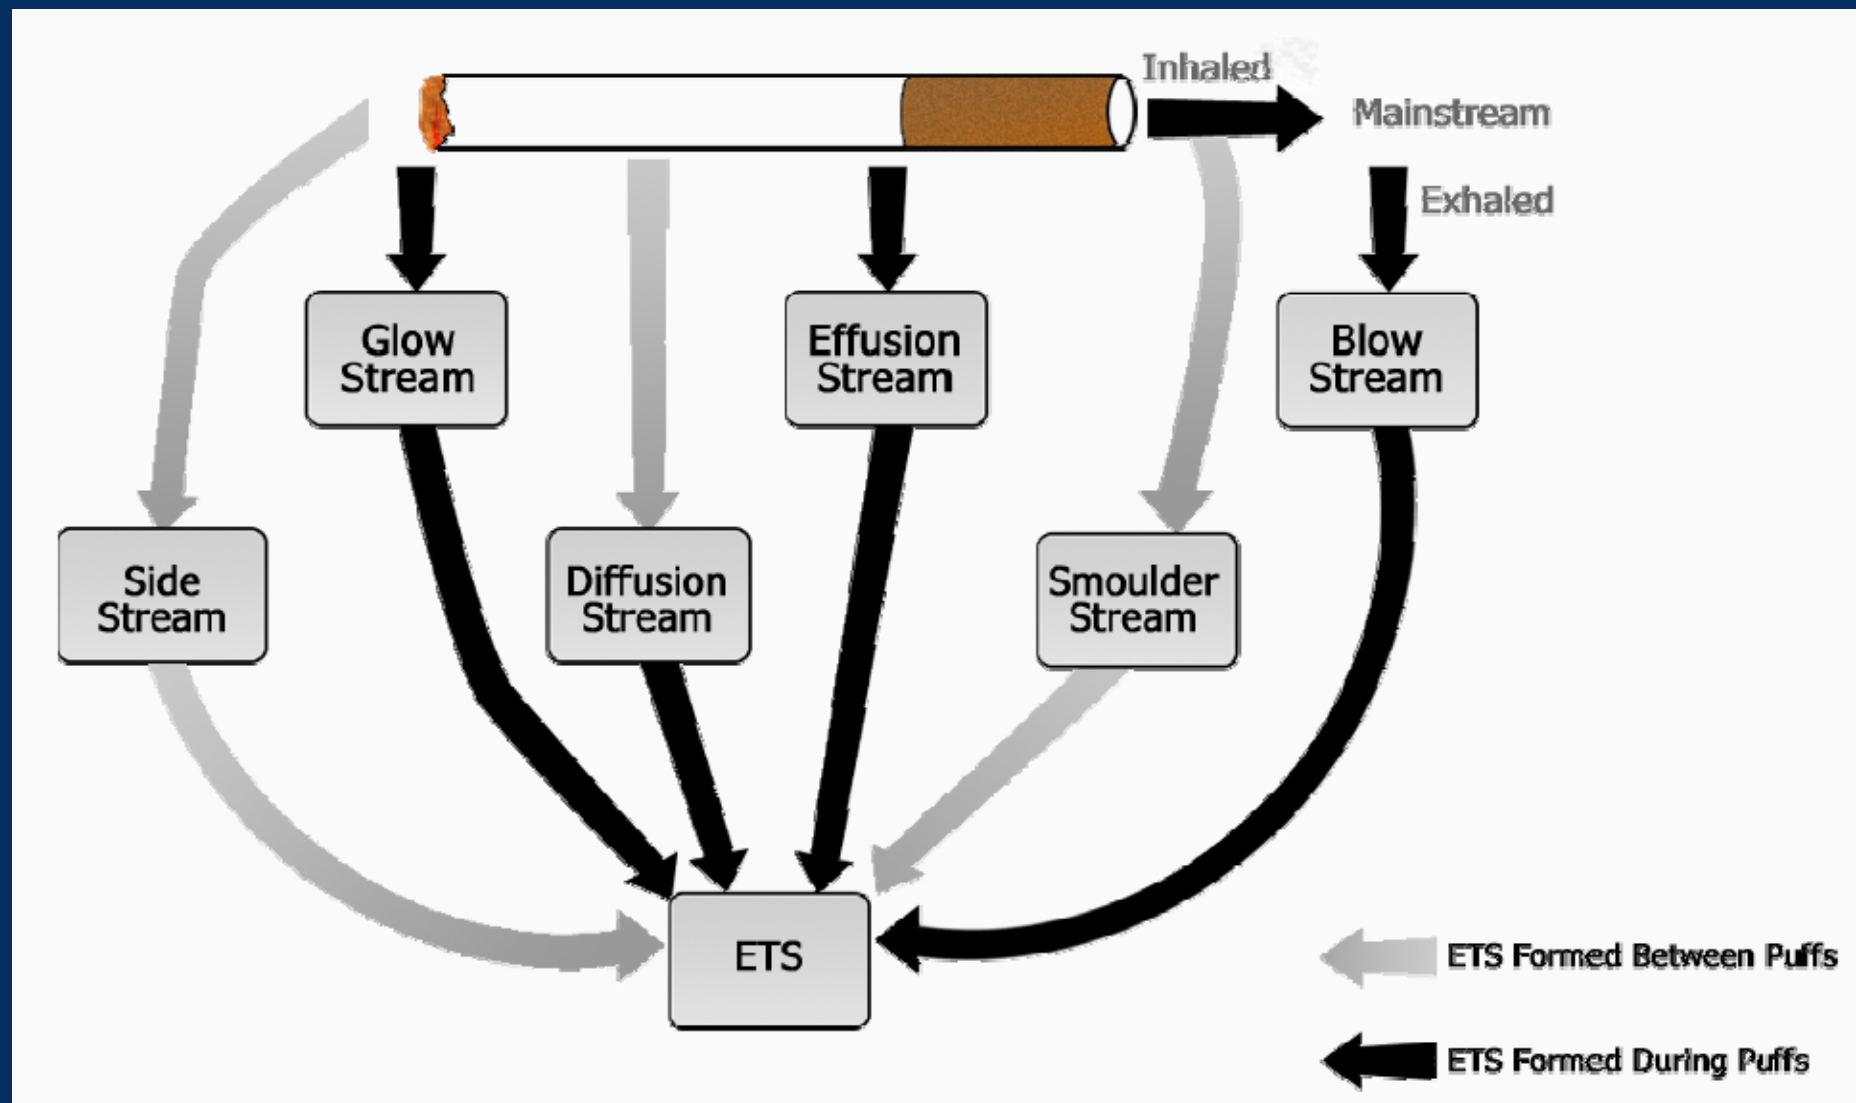 Inhaled
Mainstream
Exhaled
Glow
Stream
Effusion
Stream
Blow
Stream
Side
Stream
Diffusion
Stream
Smoulder
Stream
ETS
ETS Formed Between Puffs
ETS Formed During Puffs